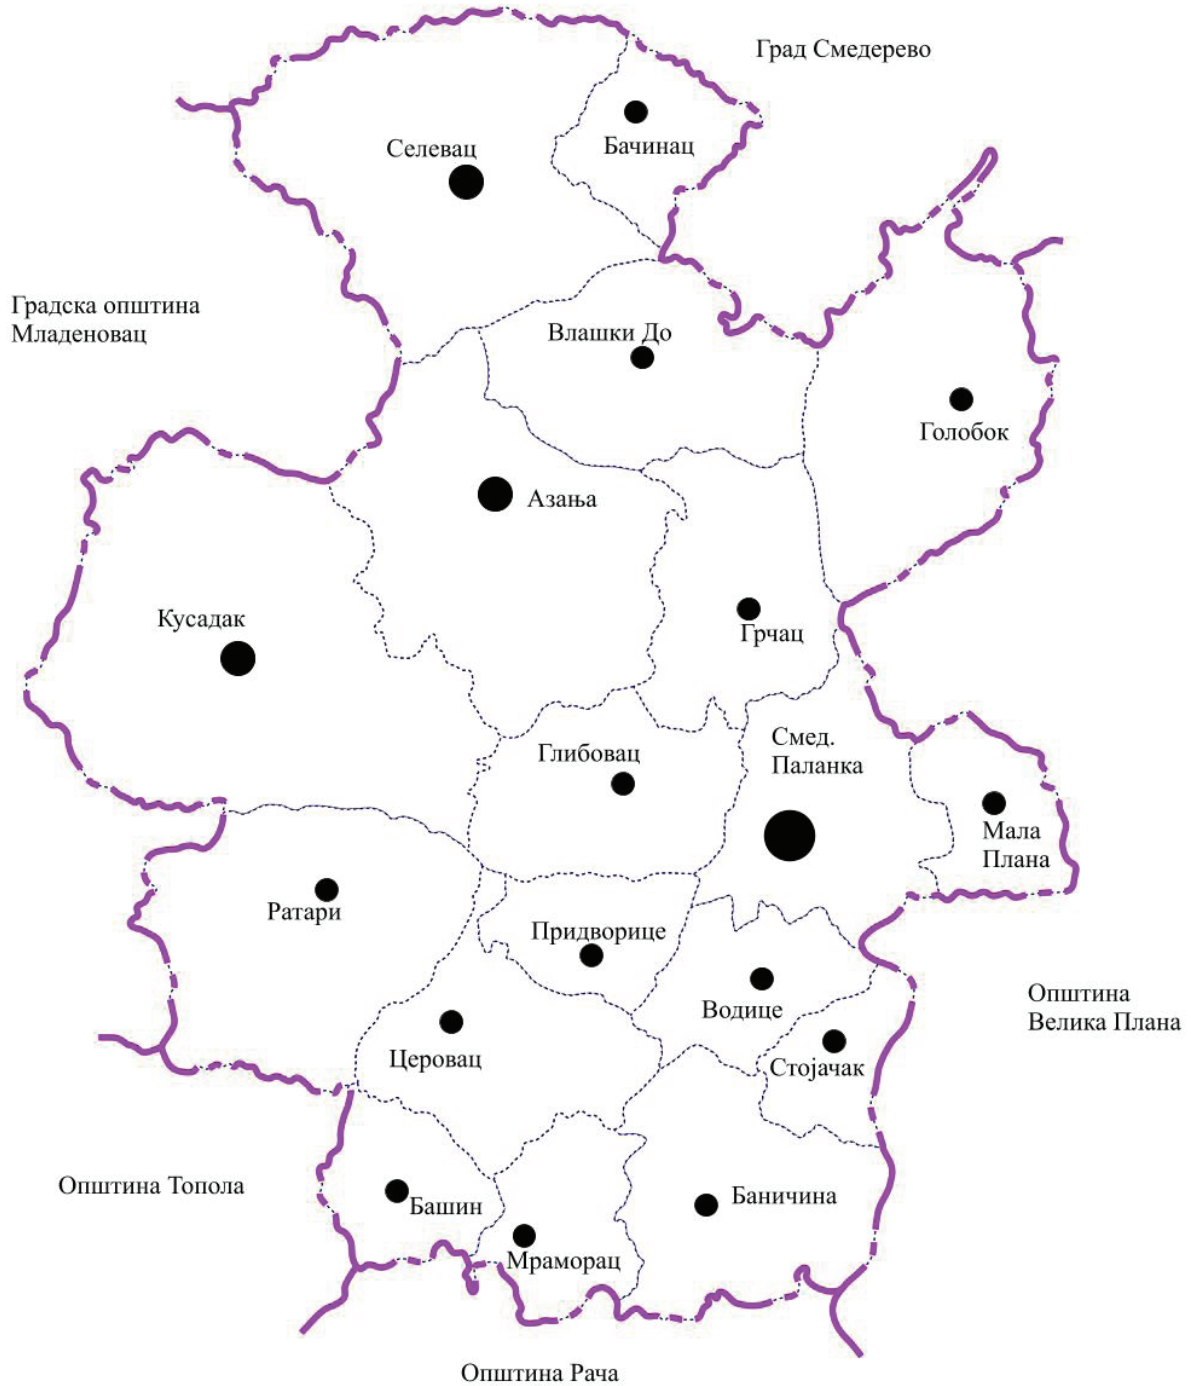 Град Смедерево
Бачинац
Селевац
Градска општина
Младеновац
Влашки До
Голобок
Азања
Кусадак
Грчац
Смед.
Паланка
Глибовац
Мала
Плана
Ратари
Придворице
Водице
Општина
Велика Плана
Церовац
Стојачак
Општина Топола
Башин
Баничина
Мраморац
Општина Рача